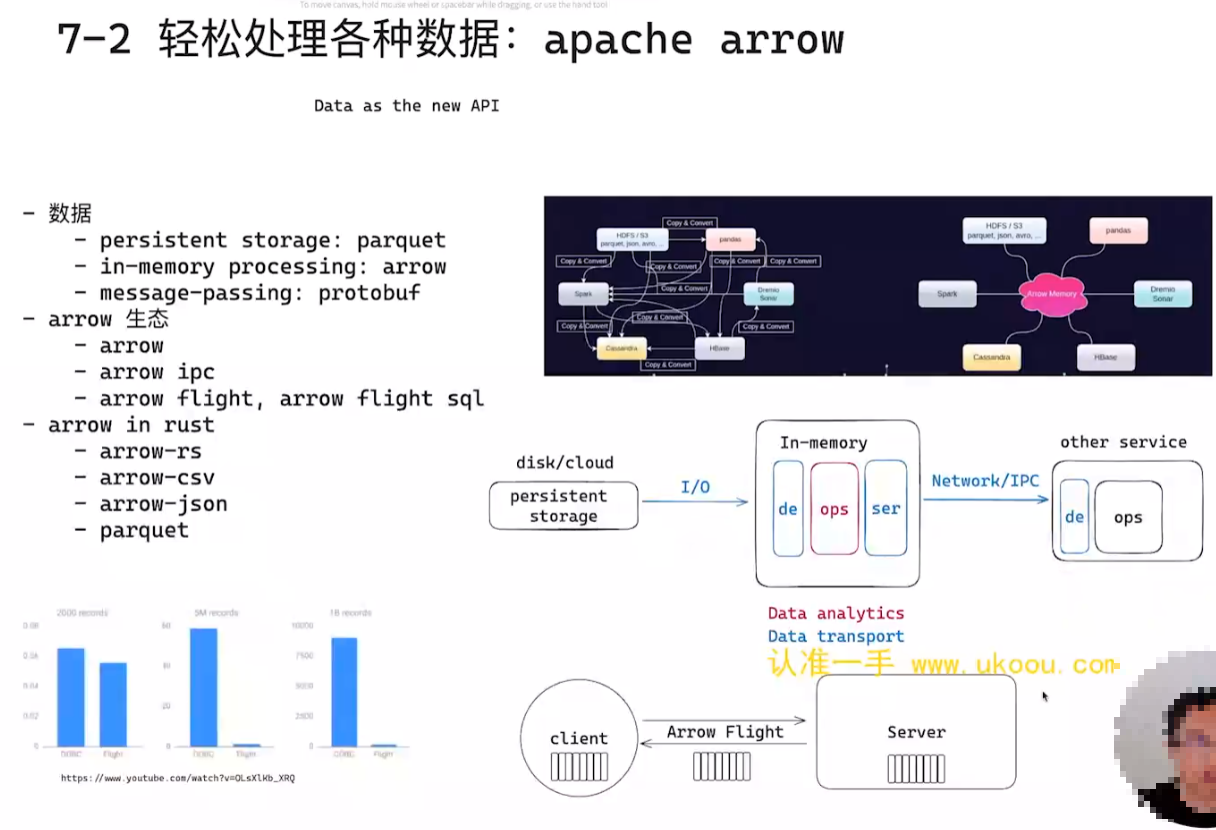 To move canvas, hold mouse wheel or spacebar while dragging, or use the hand tool
7-2 轻松处理各种数据: apache arrow
Data as the new API
- 数据
- persistent storage: parquet
- in-memory processing: arrow
- message-passing: protobuf
- arrow 生态
- arrow
- arrow ipc
- arrow flight, arrow flight sql
- arrow in rust
- arrow-rs
- arrow-csv
- arrow-json
- parquet
Copy & Convert
HDFS / S3
parquet, json, avro, ...
pandas
Copy & Convert
Copy & Convert
Copy & Convert
Copy & Convert
Spark
Copy & Convert
Dremio
Sonar
Copy & Convert
Copy & Convert
Copy & Convert
Cassandra
HBase
Copy & Convert
HDFS / S3
parquet, json, avro, ...
pandas
Spark
Arrow Memory
Dremio
Sonar
Cassandra
HBase
disk/cloud
persistent
storage
I/O
In-memory
de
ops
ser
Network/IPC
other service
de
ops
Data analytics
Data transport
认准一手 www.ukoou.com
client
Arrow Flight
Server
2000 records
0.08
0.06
0.04
0.02
0
ODBC
Flight
5M records
60
40
20
0
ODBC
Flight
1B records
10000
7500
5000
2500
0
ODBC
Flight
https://www.youtube.com/watch?v=OLsXlKb_XRQ